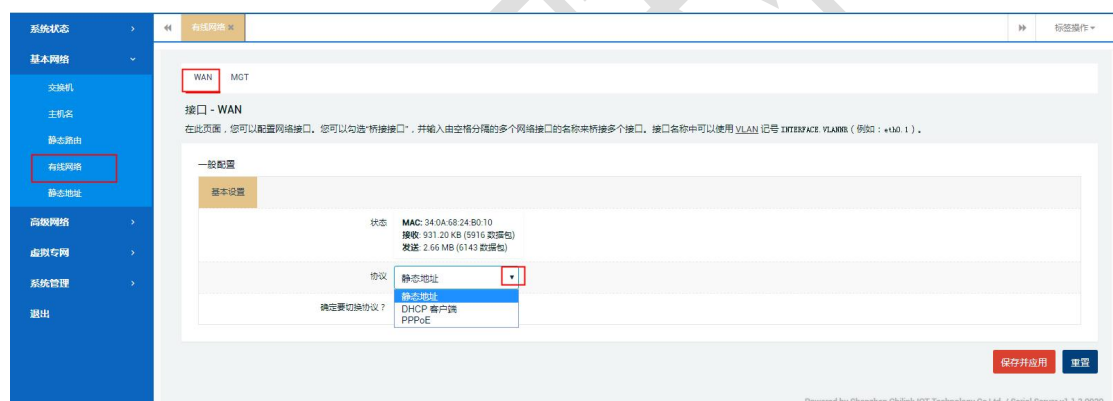 系统状态
有线网络
标签操作
基本网络
交换机
主机名
静态路由
有线网络
静态地址
高级网络
虚拟专网
系统管理
退出
WAN MGT
接口 - WAN
在此页面，您可以配置网络接口。您可以勾选"桥接接口"，并输入由空格分隔的多个网络接口的名称来桥接多个接口。接口名称中可以使用 VLAN 记号 INTERFACE.VLANNR（例如：eth0.1）。
一般配置
基本设置
状态 MAC: 34:0A:68:24:B0:10
接收: 931.20 KB (5916 数据包)
发送: 2.66 MB (6143 数据包)
协议 静态地址
静态地址
确定要切换协议？ DHCP 客户端
PPPoE
保存并应用 重置